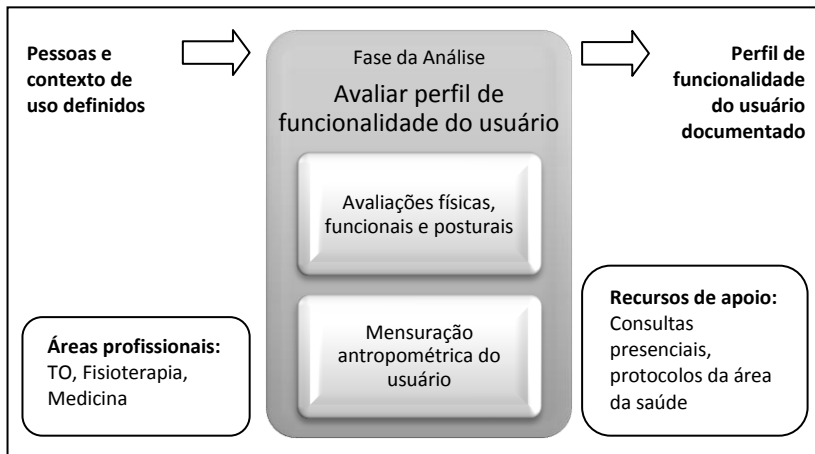 Pessoas e
contexto de
uso definidos
Fase da Análise
Avaliar perfil de
funcionalidade do usuário
Avaliações físicas,
funcionais e posturais
Mensuração
antropométrica do
usuário
Perfil de
funcionalidade
do usuário
documentado
Áreas profissionais:
TO, Fisioterapia,
Medicina
Recursos de apoio:
Consultas
presenciais,
protocolos da área
da saúde